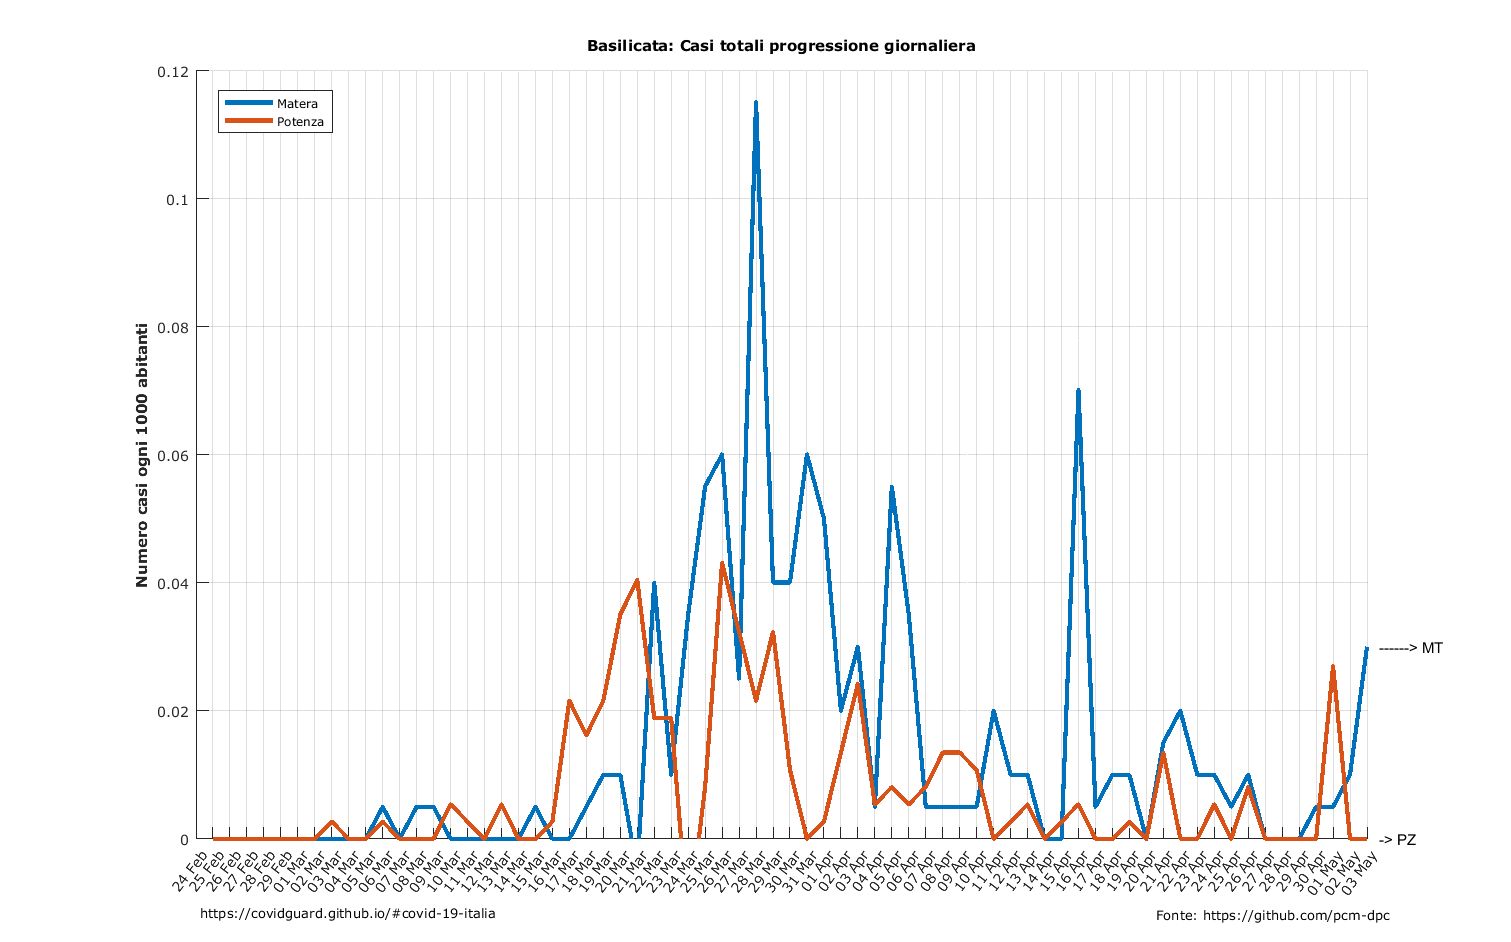 Basilicata: Casi totali progressione giornaliera
Matera
Potenza
Numero casi ogni 1000 abitanti
0.12
0.1
0.08
0.06
0.04
0.02
0
------> MT
-> PZ
24 Feb
25 Feb
26 Feb
27 Feb
28 Feb
29 Feb
01 Mar
02 Mar
03 Mar
04 Mar
05 Mar
06 Mar
07 Mar
08 Mar
09 Mar
10 Mar
11 Mar
12 Mar
13 Mar
14 Mar
15 Mar
16 Mar
17 Mar
18 Mar
19 Mar
20 Mar
21 Mar
22 Mar
23 Mar
24 Mar
25 Mar
26 Mar
27 Mar
28 Mar
29 Mar
30 Mar
31 Mar
01 Apr
02 Apr
03 Apr
04 Apr
05 Apr
06 Apr
07 Apr
08 Apr
09 Apr
10 Apr
11 Apr
12 Apr
13 Apr
14 Apr
15 Apr
16 Apr
17 Apr
18 Apr
19 Apr
20 Apr
21 Apr
22 Apr
23 Apr
24 Apr
25 Apr
26 Apr
27 Apr
28 Apr
29 Apr
30 Apr
01 May
02 May
03 May
https://covidguard.github.io/#covid-19-italia
Fonte: https://github.com/pcm-dpc